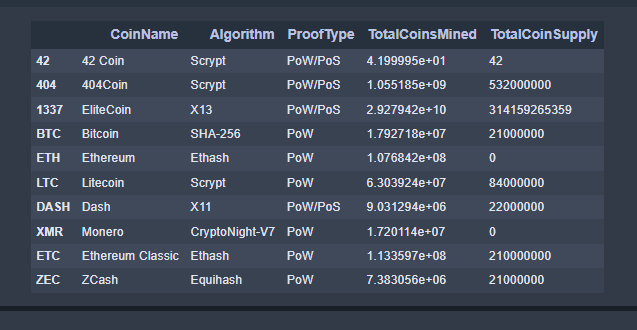 CoinName Algorithm ProofType TotalCoinsMined TotalCoinSupply
42 42 Coin Scrypt PoW/PoS 4.199995e+01 42
404 404Coin Scrypt PoW/PoS 1.055185e+09 532000000
1337 EliteCoin X13 PoW/PoS 2.927942e+10 314159265359
BTC Bitcoin SHA-256 PoW 1.792718e+07 21000000
ETH Ethereum Ethash PoW 1.076842e+08 0
LTC Litecoin Scrypt PoW 6.303924e+07 84000000
DASH Dash X11 PoW/PoS 9.031294e+06 22000000
XMR Monero CryptoNight-V7 PoW 1.720114e+07 0
ETC Ethereum Classic Ethash PoW 1.133597e+08 210000000
ZEC ZCash Equihash PoW 7.383056e+06 21000000